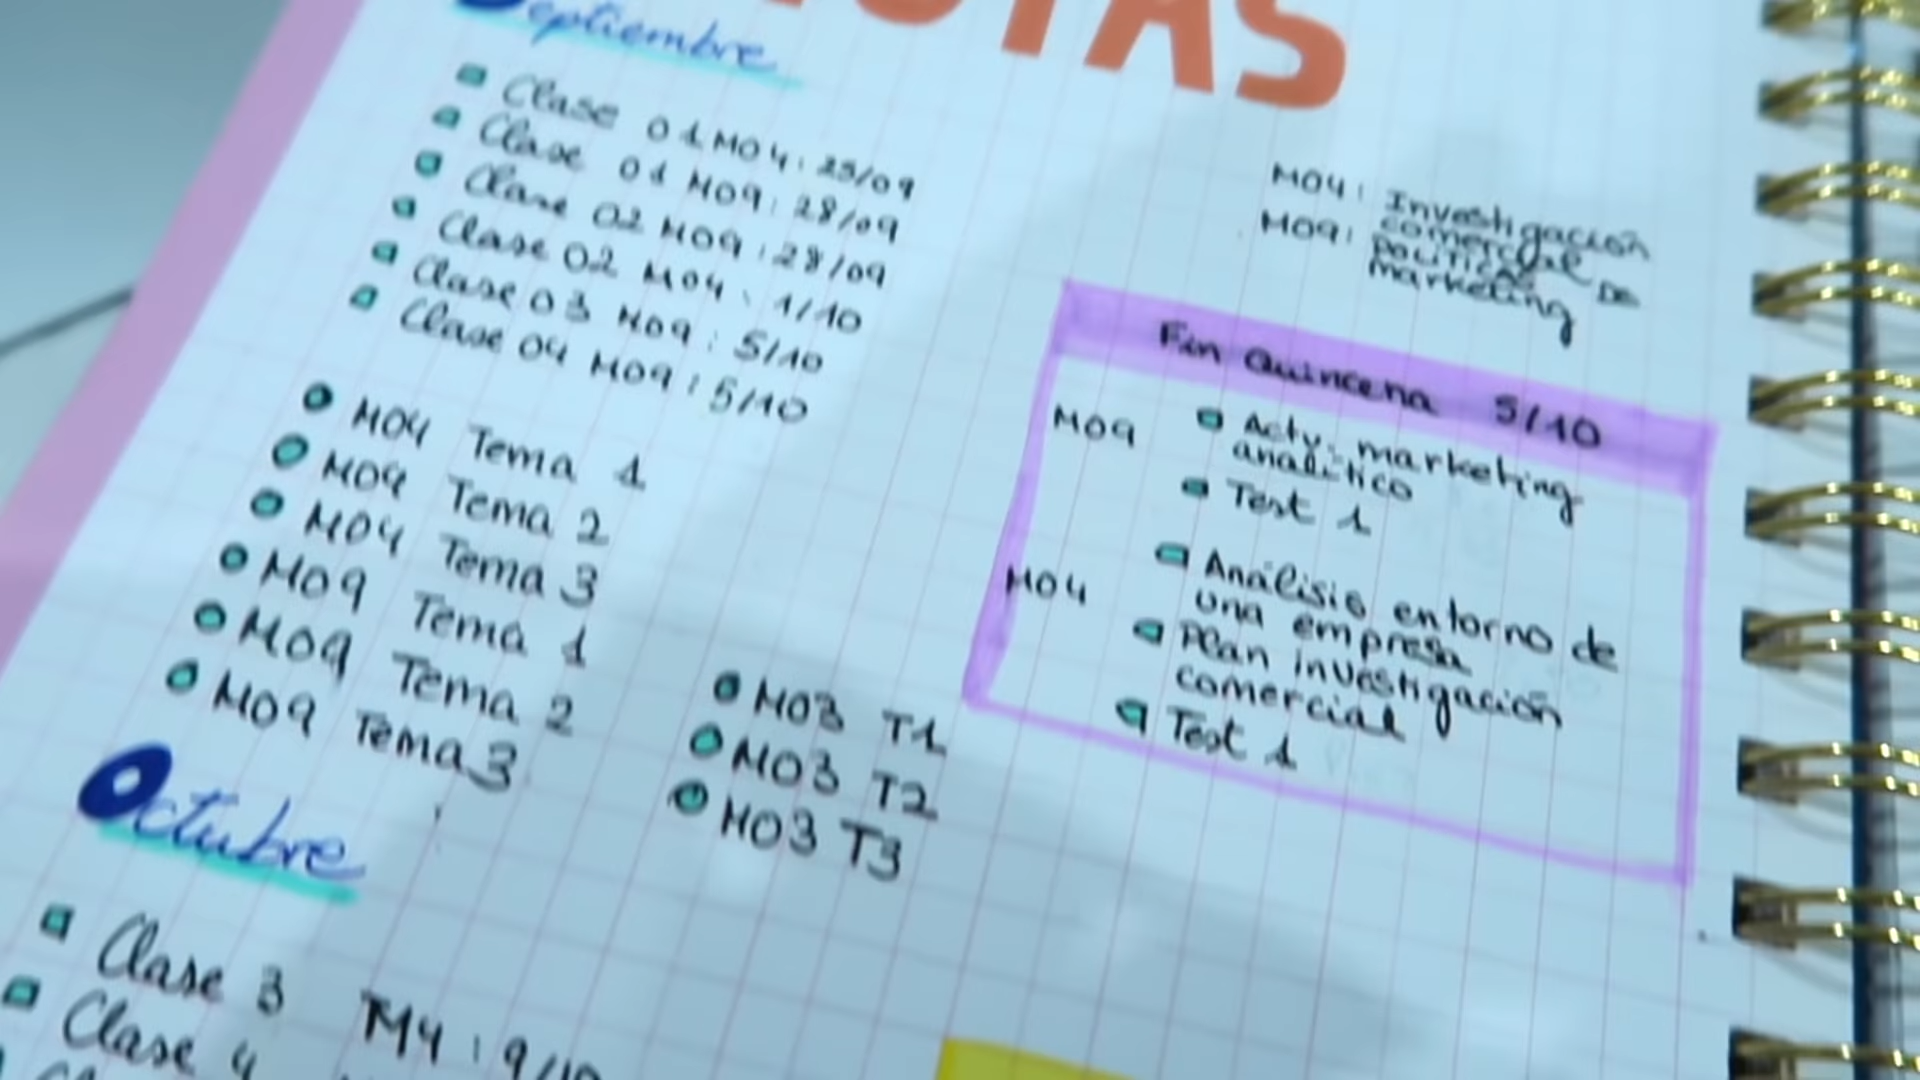 Septiembre
Clase 01 M04: 25/09
Clase 01 M09: 28/09
Clase 02 M09: 28/09
Clase 02 M04: 1/10
Clase 03 M09: 5/10
Clase 04 M09: 5/10
M04 Tema 1
M04 Tema 2
M04 Tema 3
M09 Tema 1
M09 Tema 2
M09 Tema 3
M03 T1
M03 T2
M03 T3
M04: Investigación
comercial
M09: Políticas De
marketing
Fin Quincena 5/10
M09
Actv. marketing
analítico
Test 1
M04
Análisis entorno de
una empresa
Plan investigación
comercial
Test 1
Octubre
Clase 3 M4: 9/10
Clase 4